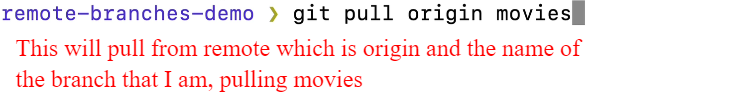 remote-branches-demo ❯ git pull origin movies
This will pull from remote which is origin and the name of
the branch that I am, pulling movies